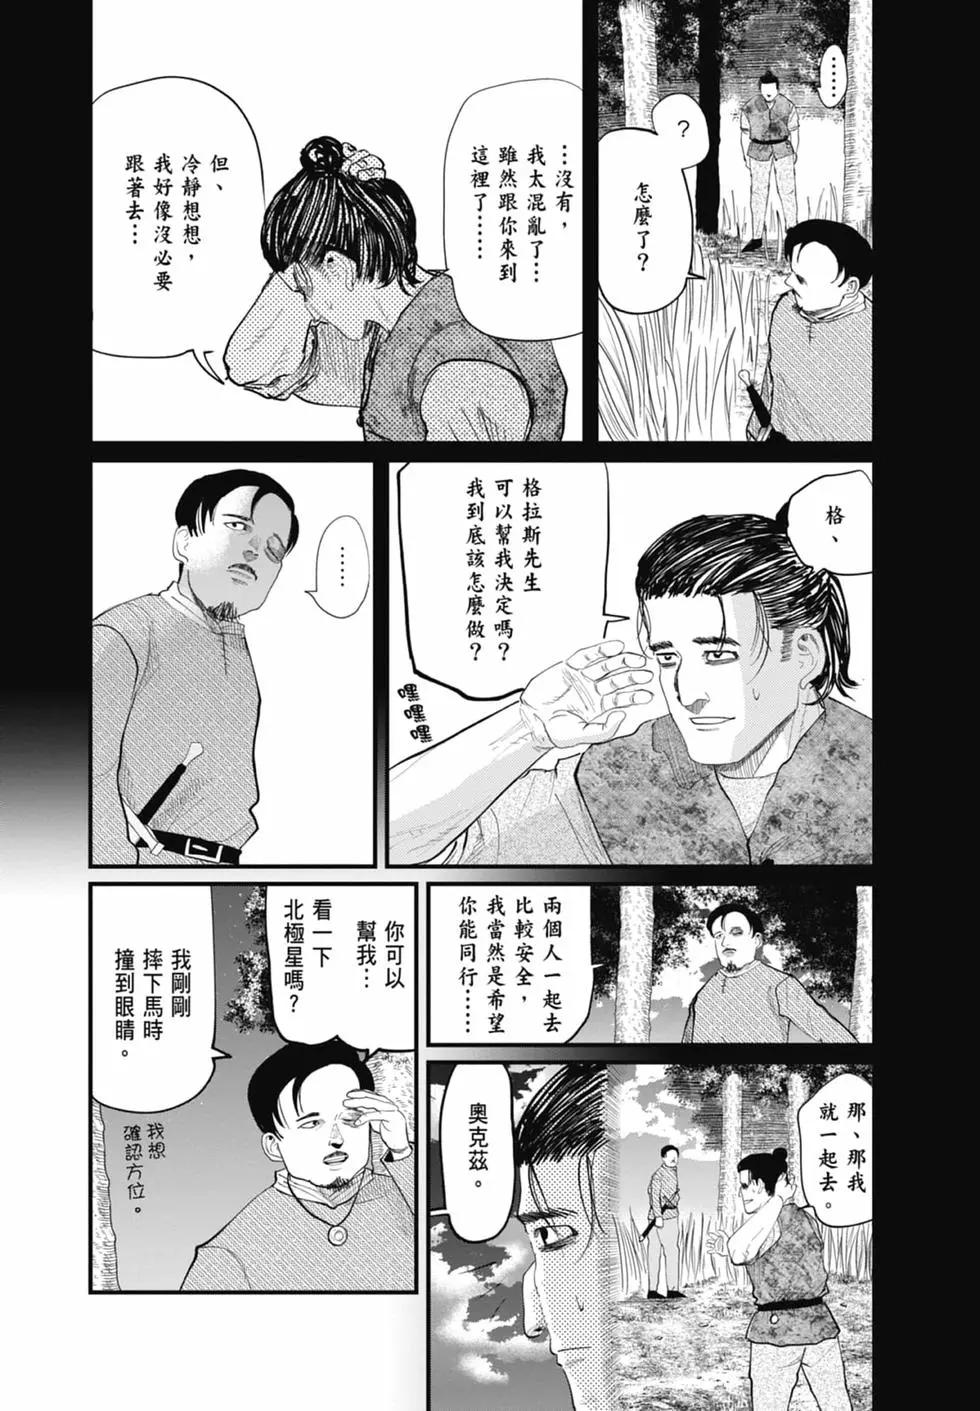 ……
？
怎麼了？
…沒有，
我太混亂了…
雖然跟你來到
這裡了……
但、
冷靜想想，
我好像沒必要
跟著去…
格、
格拉斯先生
可以幫我決定嗎？
我到底該怎麼做？
嘿嘿嘿
……
兩個人一起去
比較安全，
我當然是希望
你能同行……
那、那我
就一起去。
奧克茲。
你可以
幫我…
看一下
北極星嗎？
我剛剛
摔下馬時
撞到眼睛。
我想
確認方位。